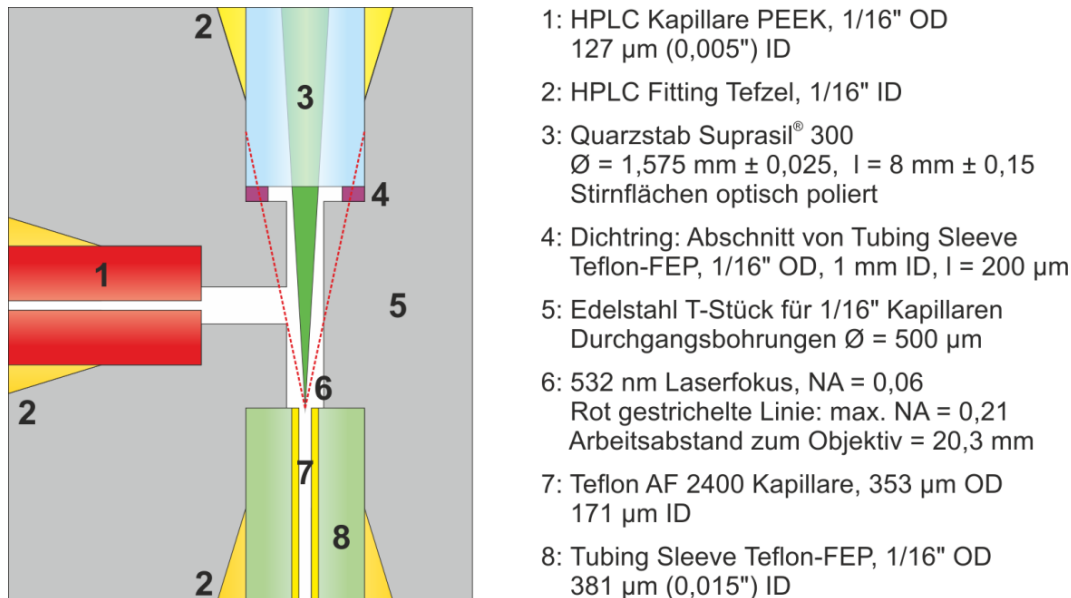 2
3
4
1
5
6
2
7
8
2
1: HPLC Kapillare PEEK, 1/16" OD
127 µm (0,005") ID
2: HPLC Fitting Tefzel, 1/16" ID
3: Quarzstab Suprasil® 300
Ø = 1,575 mm ± 0,025, l = 8 mm ± 0,15
Stirnflächen optisch poliert
4: Dichtring: Abschnitt von Tubing Sleeve
Teflon-FEP, 1/16" OD, 1 mm ID, l = 200 µm
5: Edelstahl T-Stück für 1/16" Kapillaren
Durchgangsbohrungen Ø = 500 µm
6: 532 nm Laserfokus, NA = 0,06
Rot gestrichelte Linie: max. NA = 0,21
Arbeitsabstand zum Objektiv = 20,3 mm
7: Teflon AF 2400 Kapillare, 353 µm OD
171 µm ID
8: Tubing Sleeve Teflon-FEP, 1/16" OD
381 µm (0,015") ID